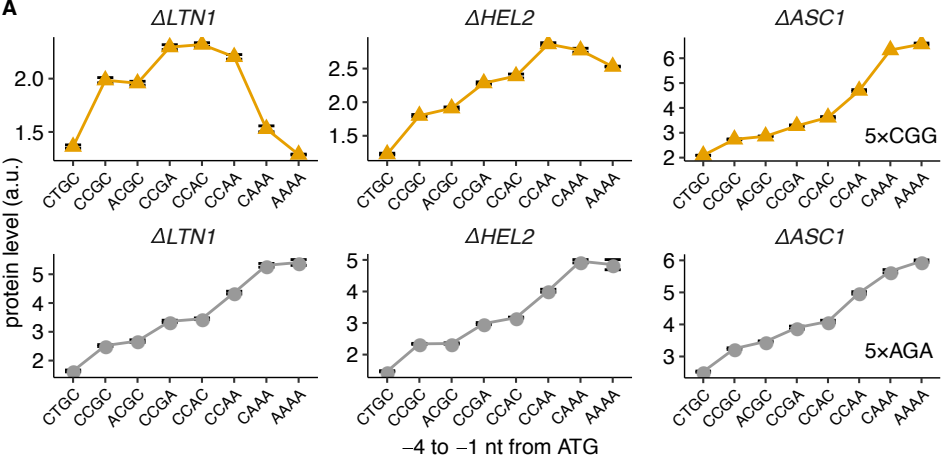 A
ΔLTN1
ΔHEL2
ΔASC1
2.0
1.5
2.5
2.0
1.5
6
5
4
3
2
5×CGG
CTGC CCGC ACGC CCGA CCAC CCAA CAAA AAAA
CTGC CCGC ACGC CCGA CCAC CCAA CAAA AAAA
CTGC CCGC ACGC CCGA CCAC CCAA CAAA AAAA
protein level (a.u.)
ΔLTN1
ΔHEL2
ΔASC1
5
4
3
2
5
4
3
2
6
5
4
3
5×AGA
CTGC CCGC ACGC CCGA CCAC CCAA CAAA AAAA
CTGC CCGC ACGC CCGA CCAC CCAA CAAA AAAA
CTGC CCGC ACGC CCGA CCAC CCAA CAAA AAAA
−4 to −1 nt from ATG